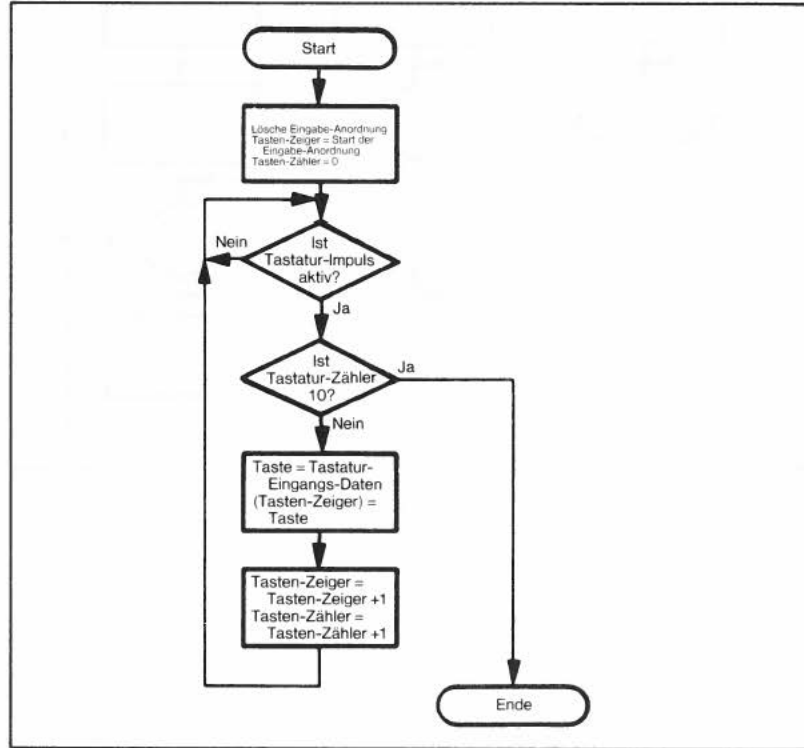 Start
Lösche Eingabe-Anordnung
Tasten-Zeiger = Start der
Eingabe-Anordnung
Tasten-Zähler = 0
Nein
Ist
Tastatur-Impuls
aktiv?
Ja
Ist
Tastatur-Zähler
10?
Ja
Nein
Taste = Tastatur-
Eingangs-Daten
(Tasten-Zeiger) =
Taste
Tasten-Zeiger =
Tasten-Zeiger +1
Tasten-Zähler =
Tasten-Zähler +1
Ende